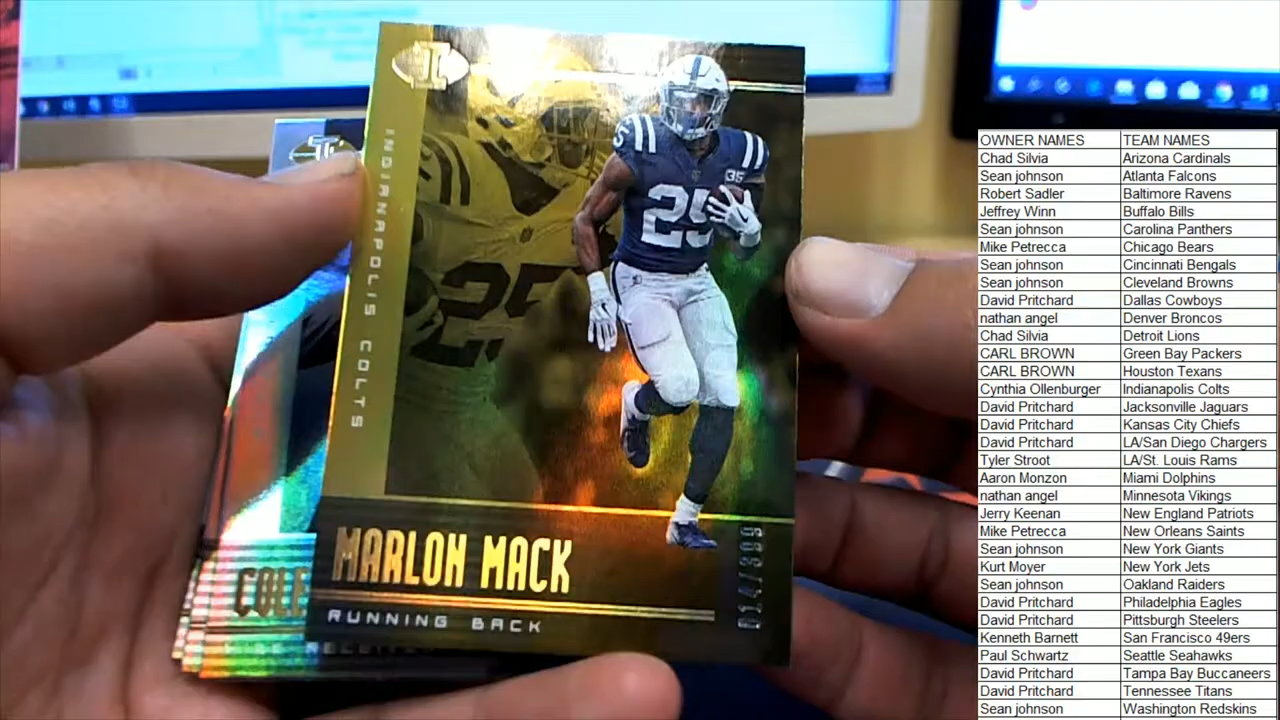 INDIANAPOLIS COLTS
25
35
25
MARLON MACK
RUNNING BACK
014/399
COLE
OWNER NAMES TEAM NAMES
Chad Silvia Arizona Cardinals
Sean johnson Atlanta Falcons
Robert Sadler Baltimore Ravens
Jeffrey Winn Buffalo Bills
Sean johnson Carolina Panthers
Mike Petrecca Chicago Bears
Sean johnson Cincinnati Bengals
Sean johnson Cleveland Browns
David Pritchard Dallas Cowboys
nathan angel Denver Broncos
Chad Silvia Detroit Lions
CARL BROWN Green Bay Packers
CARL BROWN Houston Texans
Cynthia Ollenburger Indianapolis Colts
David Pritchard Jacksonville Jaguars
David Pritchard Kansas City Chiefs
David Pritchard LA/San Diego Chargers
Tyler Stroot LA/St. Louis Rams
Aaron Monzon Miami Dolphins
nathan angel Minnesota Vikings
Jerry Keenan New England Patriots
Mike Petrecca New Orleans Saints
Sean johnson New York Giants
Kurt Moyer New York Jets
Sean johnson Oakland Raiders
David Pritchard Philadelphia Eagles
David Pritchard Pittsburgh Steelers
Kenneth Barnett San Francisco 49ers
Paul Schwartz Seattle Seahawks
David Pritchard Tampa Bay Buccaneers
David Pritchard Tennessee Titans
Sean johnson Washington Redskins